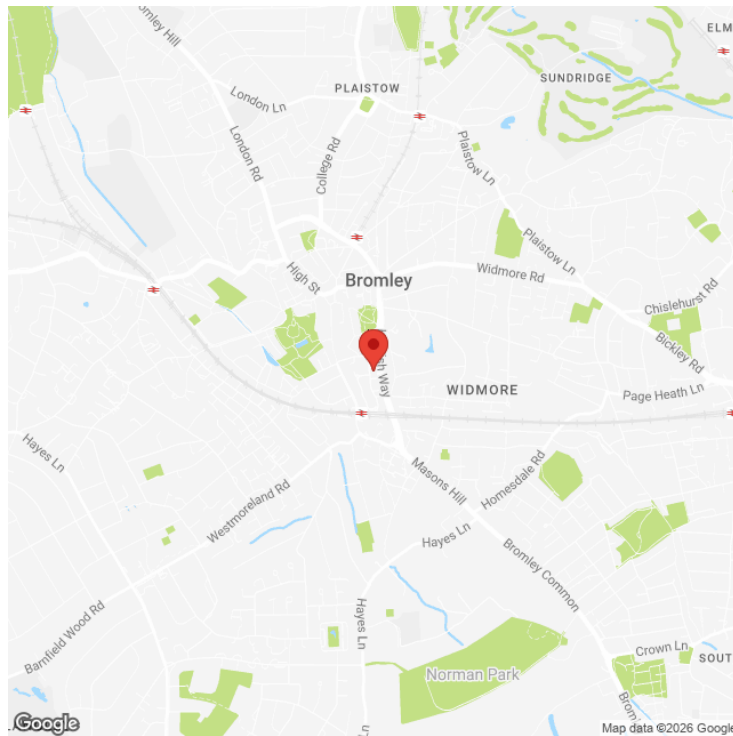 Bromley Hill
ELM
SUNDRIDGE
PLAISTOW
London Ln
London Rd
College Rd
Plaistow Ln
Plaistow Ln
Widmore Rd
High St
Bromley
Chislehurst Rd
Bickley Rd
WIDMORE
Page Heath Ln
Hayes Ln
Masons Hill
Homesdale Rd
Westmoreland Rd
Hayes Ln
Bromley Common
Barnfield Wood Rd
Hayes Ln
Crown Ln
SOUT
Norman Park
Google
Map data ©2026 Google